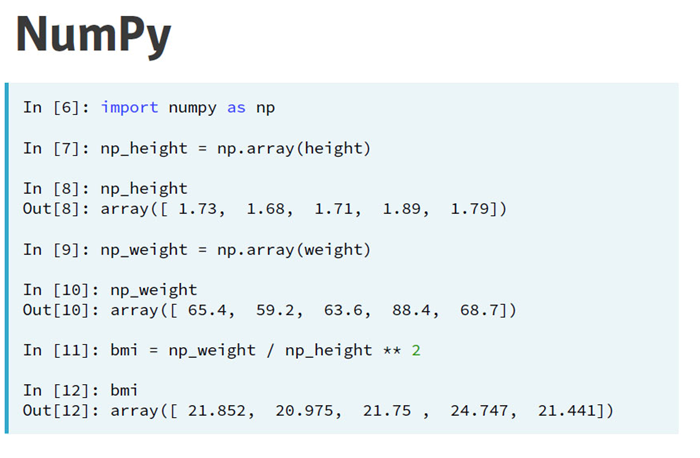 NumPy
In [6]: import numpy as np
In [7]: np_height = np.array(height)
In [8]: np_height
Out[8]: array([ 1.73,  1.68,  1.71,  1.89,  1.79])
In [9]: np_weight = np.array(weight)
In [10]: np_weight
Out[10]: array([ 65.4,  59.2,  63.6,  88.4,  68.7])
In [11]: bmi = np_weight / np_height ** 2
In [12]: bmi
Out[12]: array([ 21.852,  20.975,  21.75 ,  24.747,  21.441])